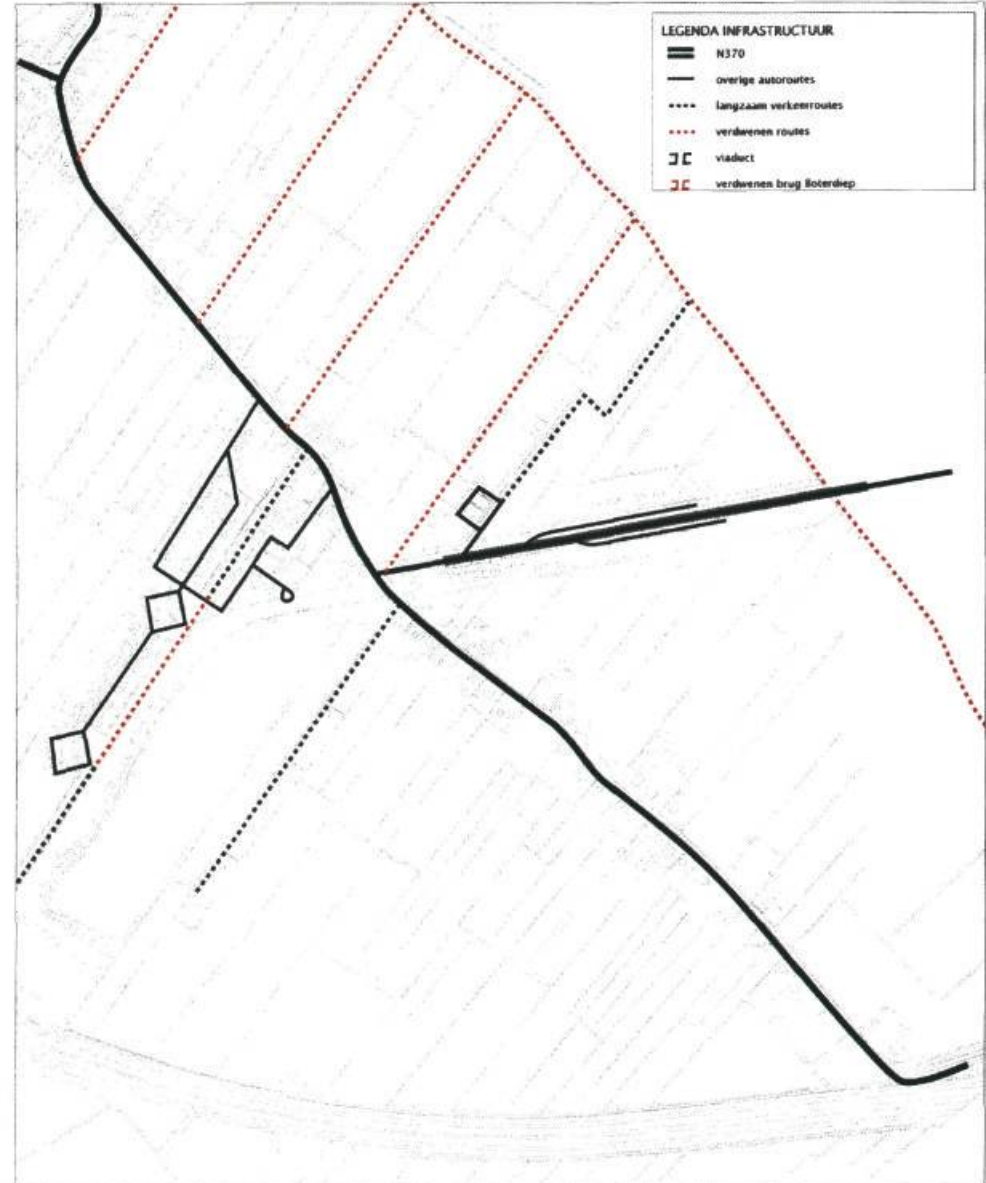 LEGENDA INFRASTRUCTUUR
N370
overige autoroutes
langzaam verkeerroutes
verdwenen routes
viaduct
verdwenen brug Boterdiep